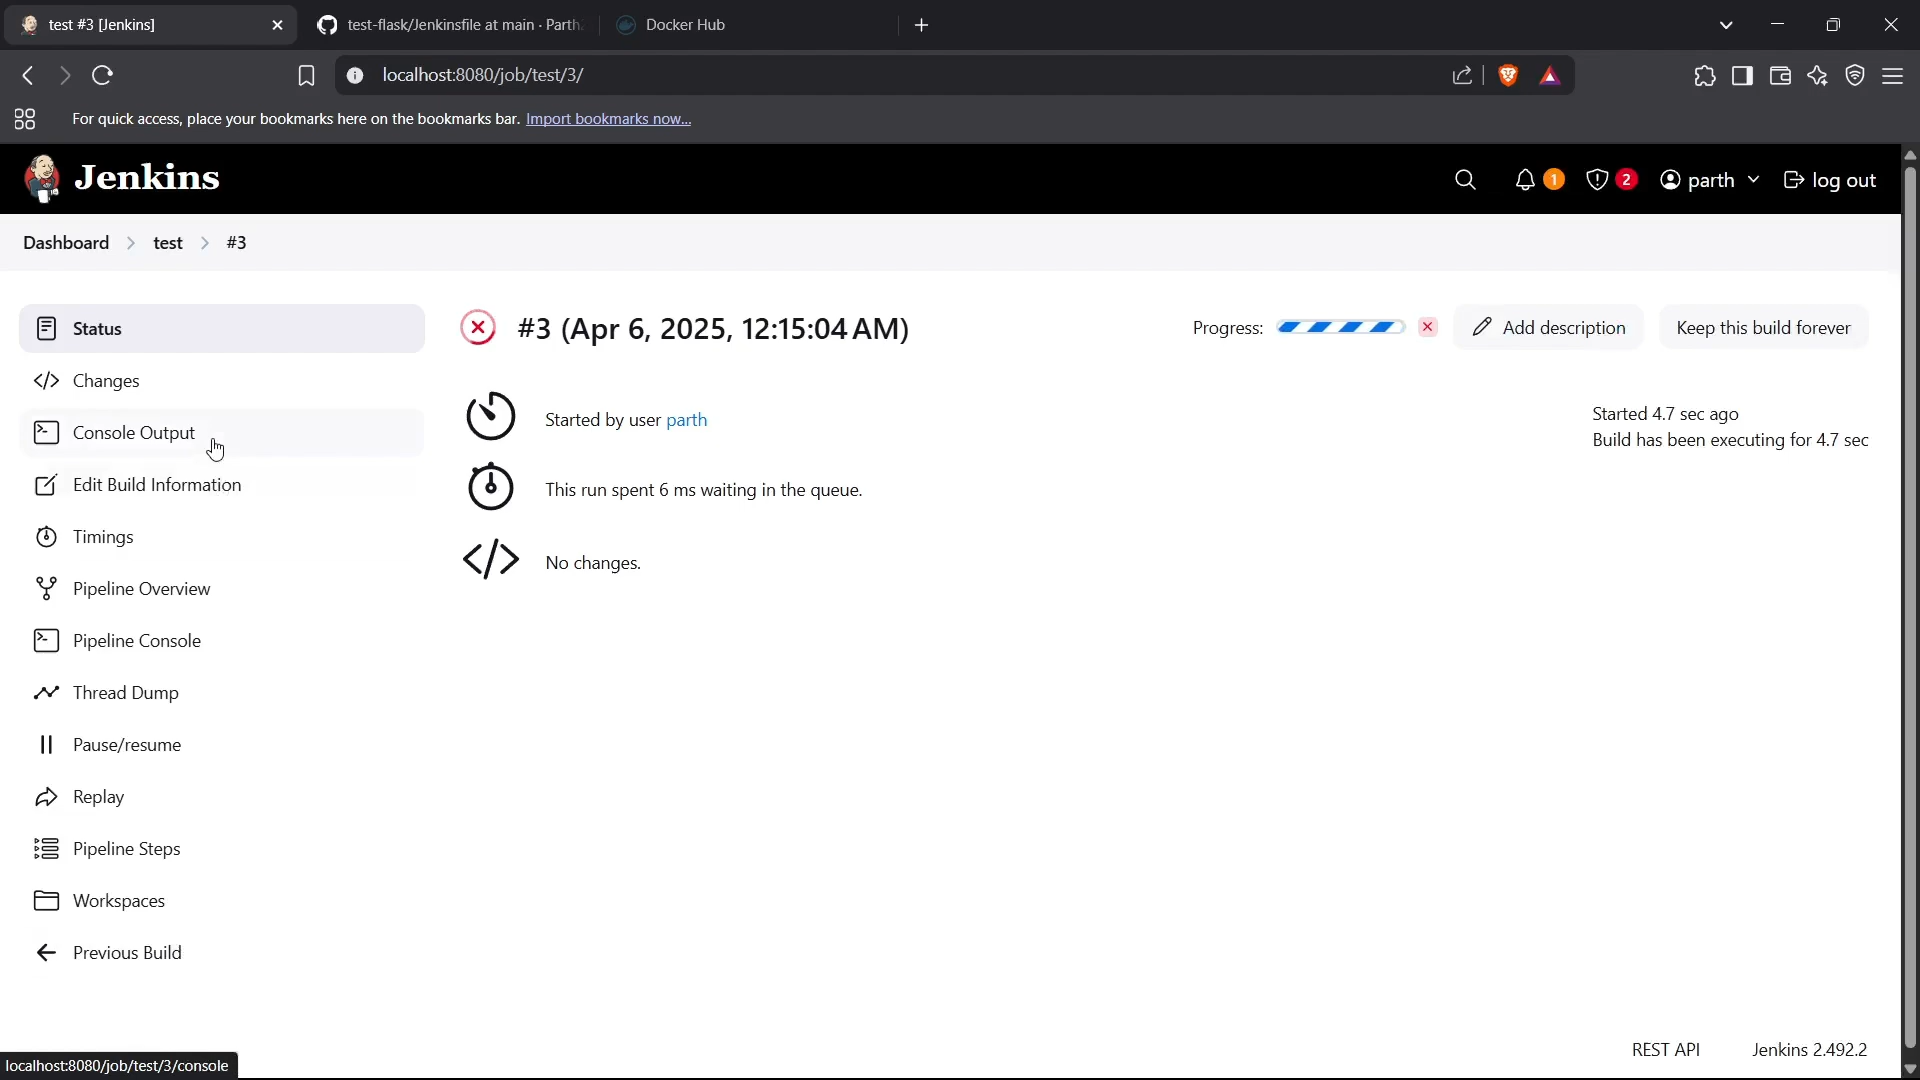 test #3 [Jenkins]
test-flask/Jenkinsfile at main · Parth
Docker Hub
localhost:8080/job/test/3/
For quick access, place your bookmarks here on the bookmarks bar. Import bookmarks now...
Jenkins
1
2
parth
log out
Dashboard
test
#3
Status
#3 (Apr 6, 2025, 12:15:04 AM)
Progress:
Add description
Keep this build forever
Changes
Console Output
Started by user parth
Started 4.7 sec ago
Build has been executing for 4.7 sec
Edit Build Information
This run spent 6 ms waiting in the queue.
Timings
No changes.
Pipeline Overview
Pipeline Console
Thread Dump
Pause/resume
Replay
Pipeline Steps
Workspaces
Previous Build
REST API
Jenkins 2.492.2
localhost:8080/job/test/3/console